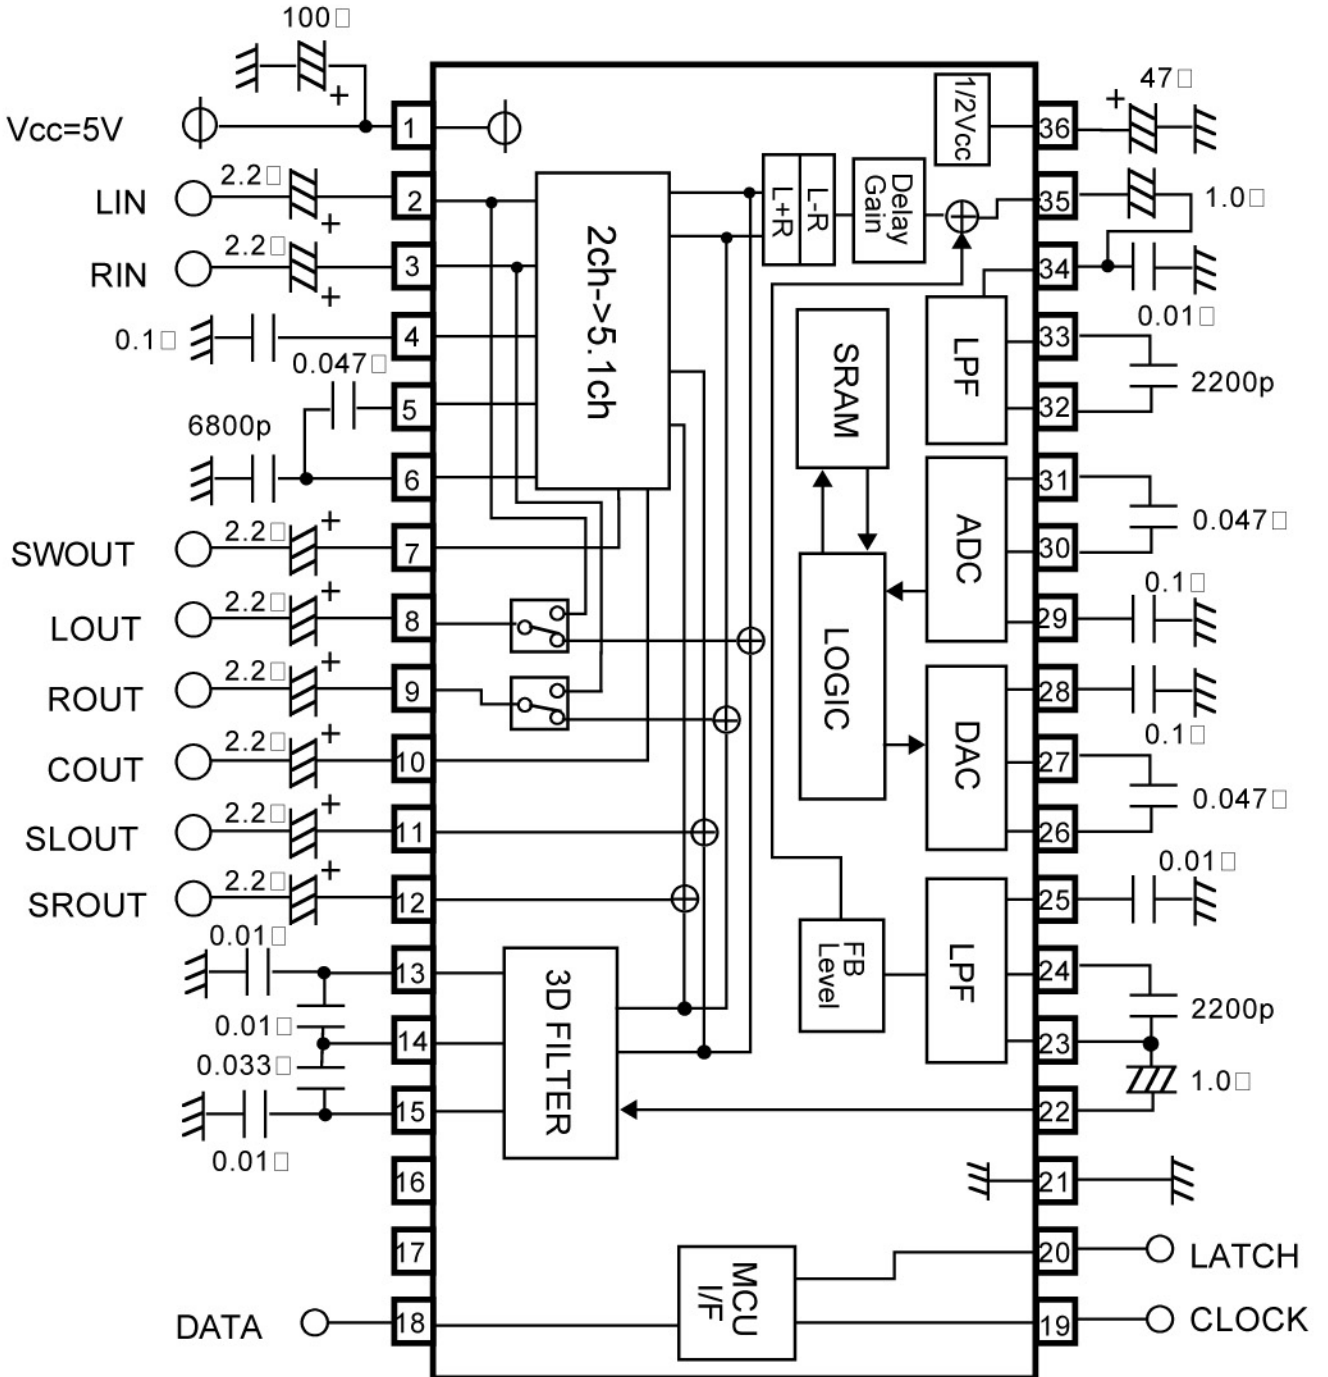 100□
Vcc=5V
1
LIN
2.2□
2
RIN
2.2□
3
0.1□
4
0.047□
5
6800p
6
SWOUT
2.2□
7
LOUT
2.2□
8
ROUT
2.2□
9
COUT
2.2□
10
SLOUT
2.2□
11
SROUT
2.2□
12
0.01□
13
0.01□
14
0.033□
15
0.01□
16
17
DATA
18
2ch->5.1ch
L+R
L-R
Delay
Gain
1/2Vcc
SRAM
LOGIC
LPF
ADC
DAC
FB
Level
LPF
3D FILTER
MCU
I/F
47□
36
35
1.0□
34
0.01□
33
2200p
32
31
0.047□
30
0.1□
29
28
0.1□
27
0.047□
26
0.01□
25
24
2200p
23
1.0□
22
21
20
LATCH
19
CLOCK